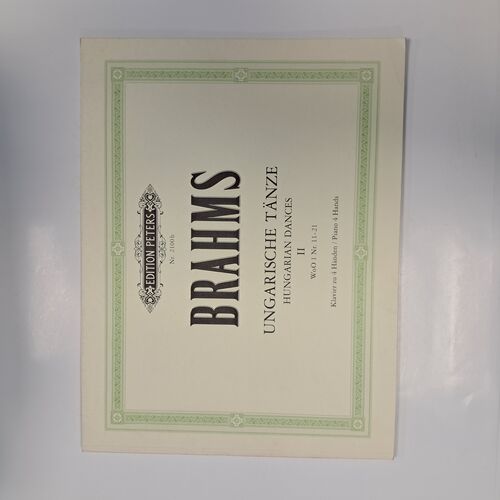 EDITION PETERS
Nr. 2100b
BRAHMS
UNGARISCHE TÄNZE
HUNGARIAN DANCES
II
WoO 1 Nr. 11-21
Klavier zu 4 Händen / Piano 4 Hands